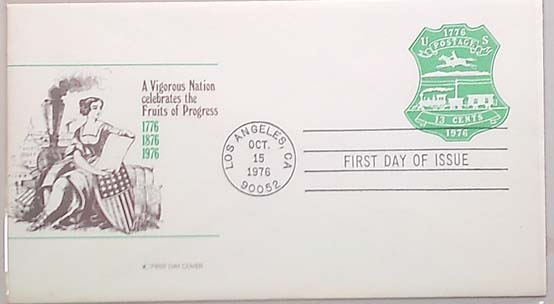 A Vigorous Nation
celebrates the
Fruits of Progress
1776
1876
1976
FIRST DAY COVER
LOS ANGELES, CA
OCT.
15
1976
90052
FIRST DAY OF ISSUE
1776
U S
POSTAGE
13 CENTS
1976